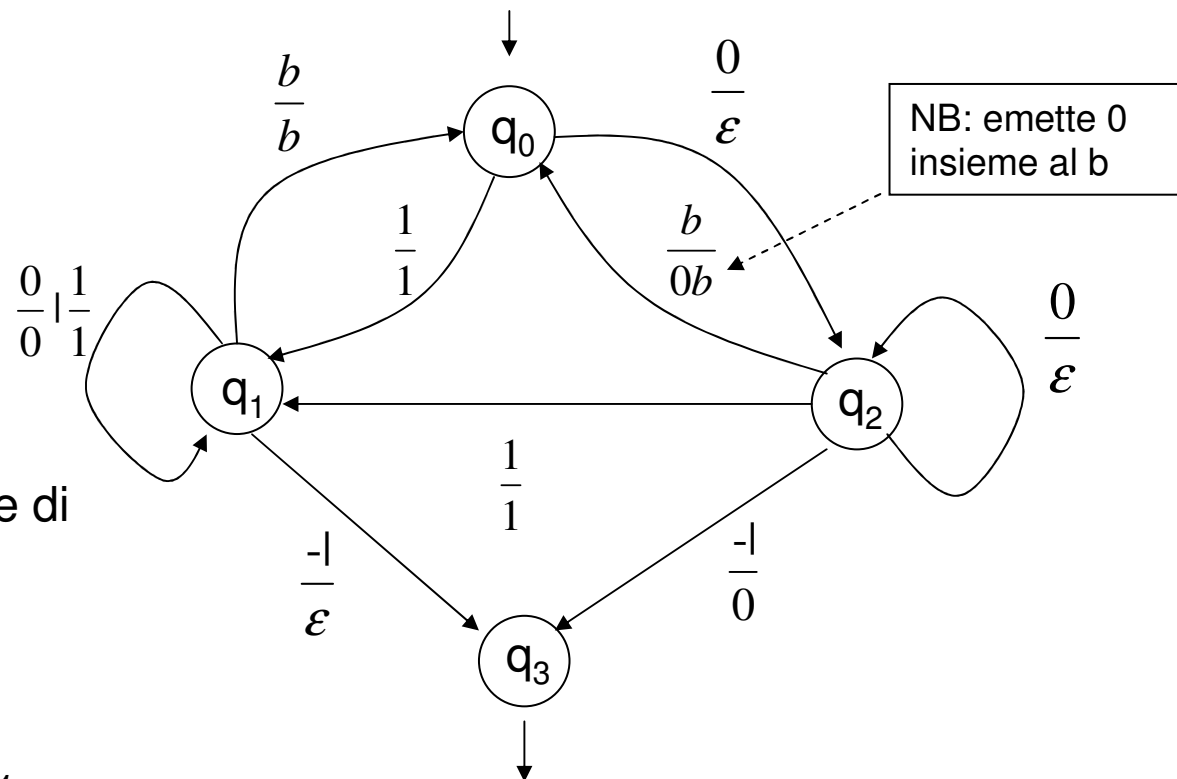 b/b
q0
0/ε
NB: emette 0
insieme al b
1/1
b/0b
0/0 | 1/1
0/ε
q1
q2
1/1
e di
-|/ε
-|/0
q3